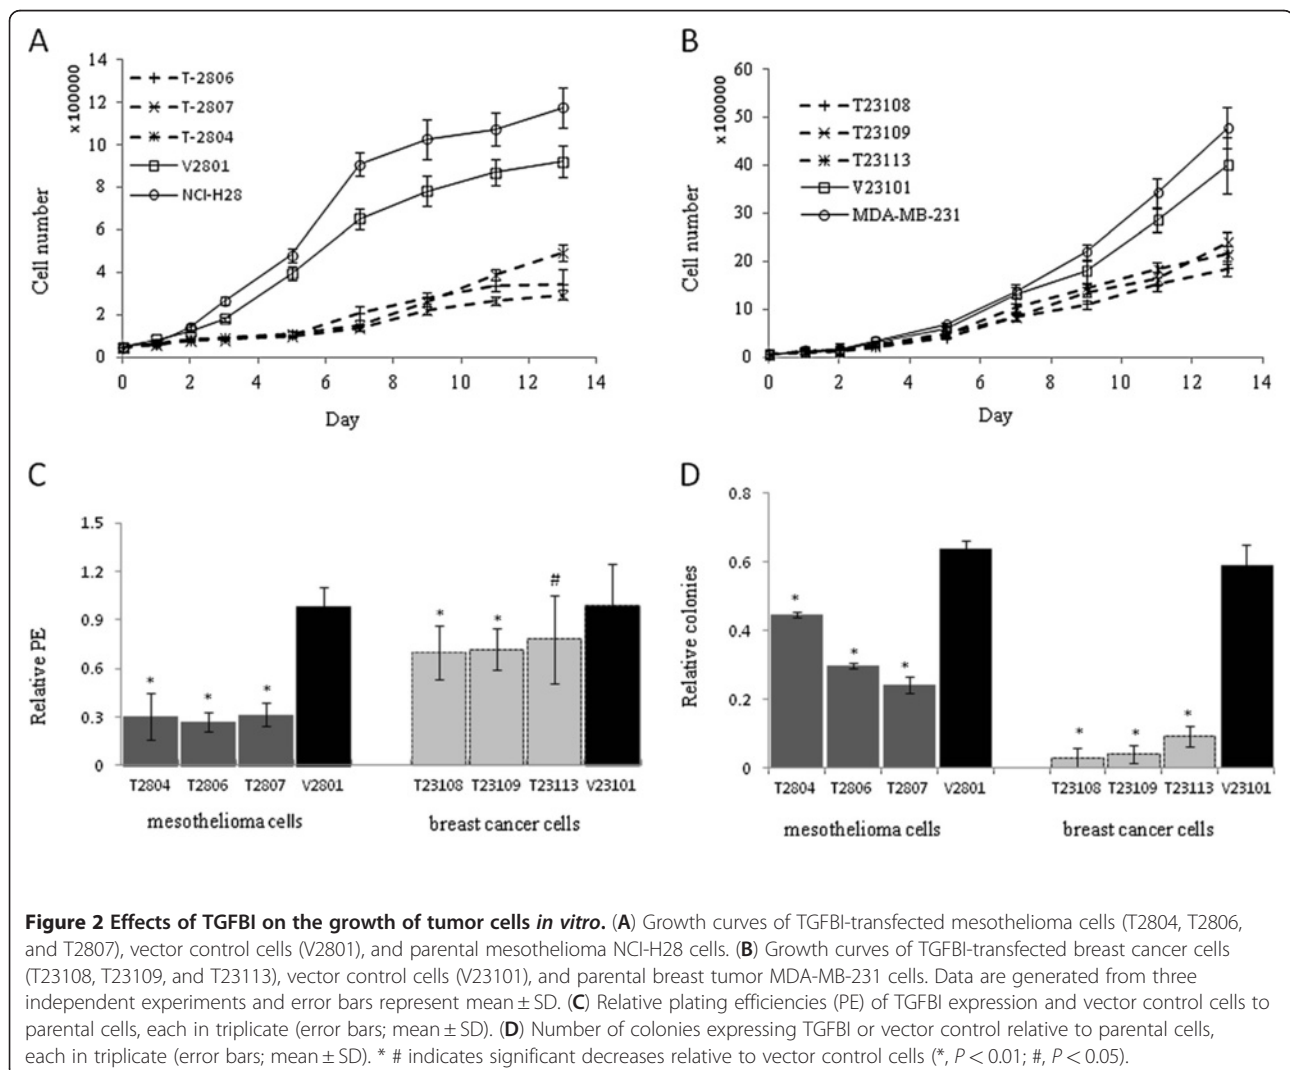 A
B
14
12
10
8
6
4
2
0
x100000
Cell number
T-2806
T-2807
T-2804
V2801
NCI-H28
0 2 4 6 8 10 12 14
Day
60
50
40
30
20
10
0
x100000
Cell number
T23108
T23109
T23113
V23101
MDA-MB-231
0 2 4 6 8 10 12 14
Day
C
D
1.5
1.2
0.9
0.6
0.3
0
Relative PE
* * * * * #
T2804 T2806 T2807 V2801 T23108 T23109 T23113 V23101
mesothelioma cells breast cancer cells
0.8
0.6
0.4
0.2
0
Relative colonies
* * * * * *
T2804 T2806 T2807 V2801 T23108 T23109 T23113 V23101
mesothelioma cells breast cancer cells
Figure 2 Effects of TGFBI on the growth of tumor cells in vitro. (A) Growth curves of TGFBI-transfected mesothelioma cells (T2804, T2806,
and T2807), vector control cells (V2801), and parental mesothelioma NCI-H28 cells. (B) Growth curves of TGFBI-transfected breast cancer cells
(T23108, T23109, and T23113), vector control cells (V23101), and parental breast tumor MDA-MB-231 cells. Data are generated from three
independent experiments and error bars represent mean ± SD. (C) Relative plating efficiencies (PE) of TGFBI expression and vector control cells to
parental cells, each in triplicate (error bars; mean ± SD). (D) Number of colonies expressing TGFBI or vector control relative to parental cells,
each in triplicate (error bars; mean ± SD). * # indicates significant decreases relative to vector control cells (*, P < 0.01; #, P < 0.05).